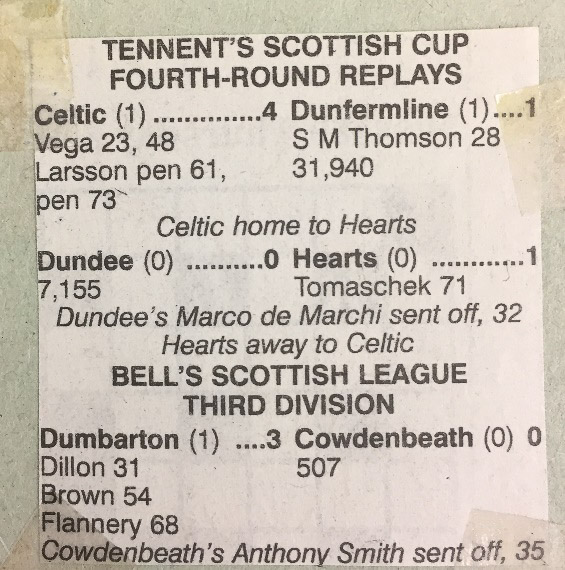 TENNENT'S SCOTTISH CUP
FOURTH-ROUND REPLAYS
Celtic (1) ..............4 Dunfermline (1)....1
Vega 23, 48 S M Thomson 28
Larsson pen 61, 31,940
pen 73
Celtic home to Hearts
Dundee (0) ..........0 Hearts (0) ............1
7,155 Tomaschek 71
Dundee's Marco de Marchi sent off, 32
Hearts away to Celtic
BELL'S SCOTTISH LEAGUE
THIRD DIVISION
Dumbarton (1) ....3 Cowdenbeath (0) 0
Dillon 31 507
Brown 54
Flannery 68
Cowdenbeath's Anthony Smith sent off, 35